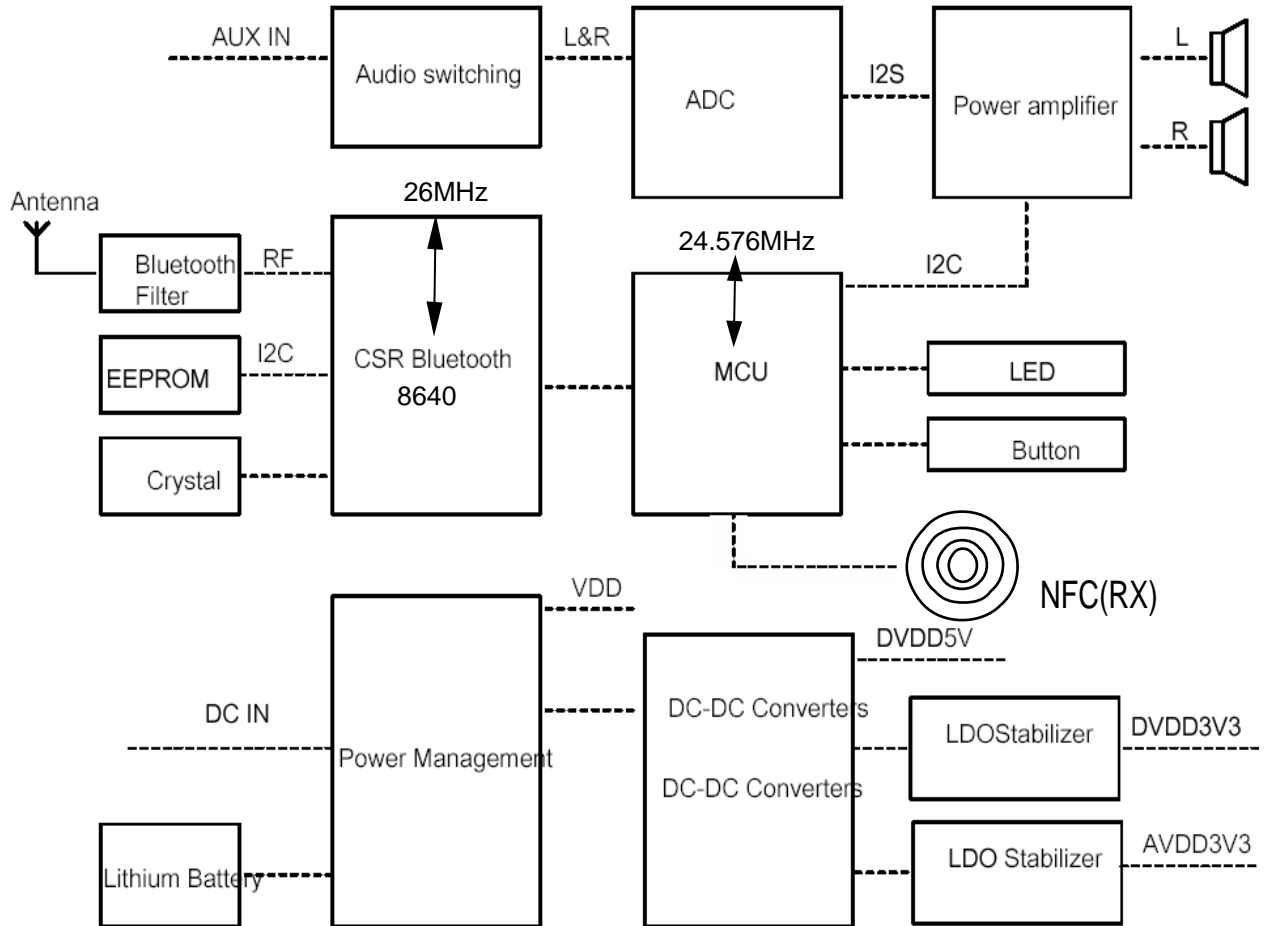 AUX IN
Audio switching
L&R
ADC
I2S
Power amplifier
L
R
Antenna
Bluetooth
Filter
RF
26MHz
24.576MHz
I2C
EEPROM
I2C
CSR Bluetooth
8640
MCU
LED
Crystal
Button
NFC(RX)
VDD
DVDD5V
DC IN
Power Management
DC-DC Converters
DC-DC Converters
LDOStabilizer
DVDD3V3
Lithium Battery
LDO Stabilizer
AVDD3V3